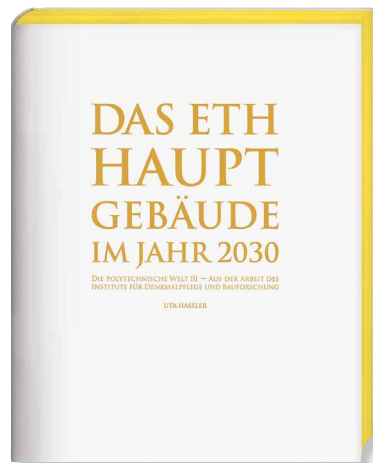 DAS ETH
HAUPT
GEBÄUDE
IM JAHR 2030
DIE POLYTECHNISCHE WELT III – AUS DER ARBEIT DES
INSTITUTS FÜR DENKMALPFLEGE UND BAUFORSCHUNG
UTA HASSLER